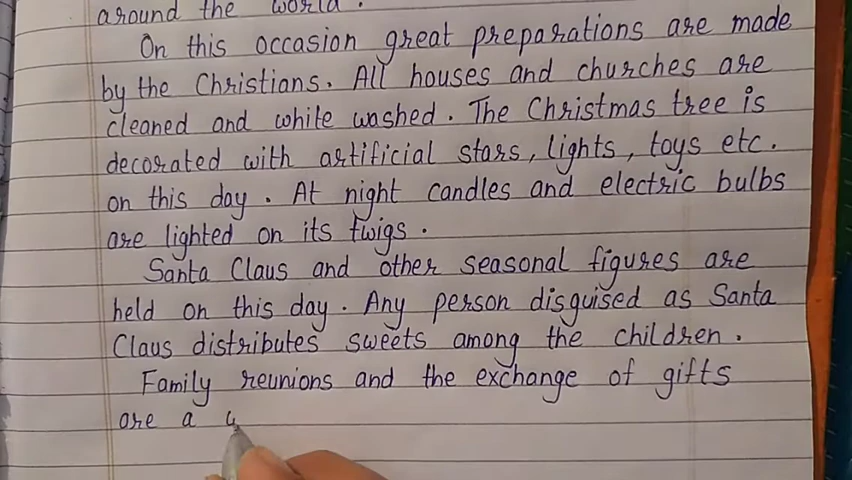 around the world.
On this occasion great preparations are made
by the Christians. All houses and churches are
cleaned and white washed. The Christmas tree is
decorated with artificial stars, lights, toys etc.
on this day. At night candles and electric bulbs
are lighted on its twigs.
Santa Claus and other seasonal figures are
held on this day. Any person disguised as Santa
Claus distributes sweets among the children.
Family reunions and the exchange of gifts
are a